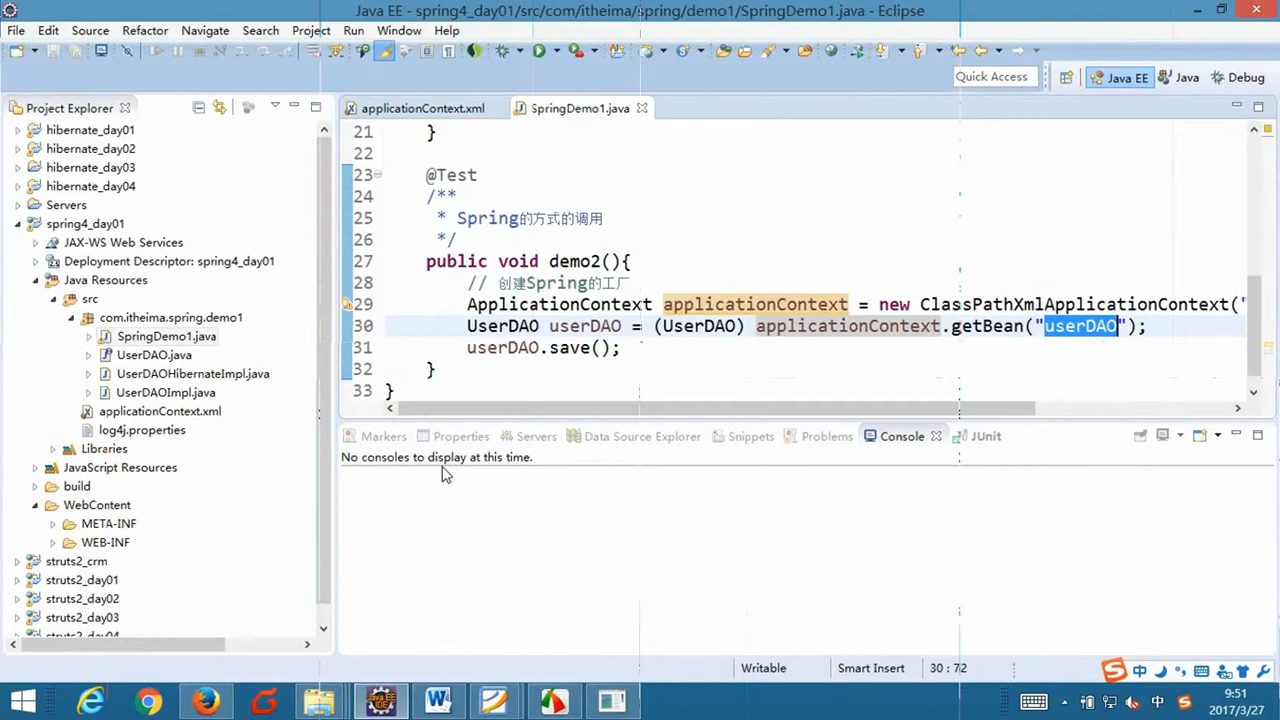 Java EE - spring4_day01/src/com/itheima/spring/demo1/SpringDemo1.java - Eclipse
File Edit Source Refactor Navigate Search Project Run Window Help
Quick Access Java EE Java Debug
Project Explorer
hibernate_day01
hibernate_day02
hibernate_day03
hibernate_day04
Servers
spring4_day01
JAX-WS Web Services
Deployment Descriptor: spring4_day01
Java Resources
src
com.itheima.spring.demo1
SpringDemo1.java
UserDAO.java
UserDAOHibernateImpl.java
UserDAOImpl.java
applicationContext.xml
log4j.properties
Libraries
JavaScript Resources
build
WebContent
META-INF
WEB-INF
struts2_crm
struts2_day01
struts2_day02
struts2_day03
struts2_day04
applicationContext.xml SpringDemo1.java
21 }
22
23 @Test
24 /**
25 * Spring的方式的调用
26 */
27 public void demo2(){
28 // 创建Spring的工厂
29 ApplicationContext applicationContext = new ClassPathXmlApplicationContext("
30 UserDAO userDAO = (UserDAO) applicationContext.getBean("userDAO");
31 userDAO.save();
32 }
33 }
Markers Properties Servers Data Source Explorer Snippets Problems Console JUnit
No consoles to display at this time.
Writable Smart Insert 30 : 72
中
中
9:51
2017/3/27